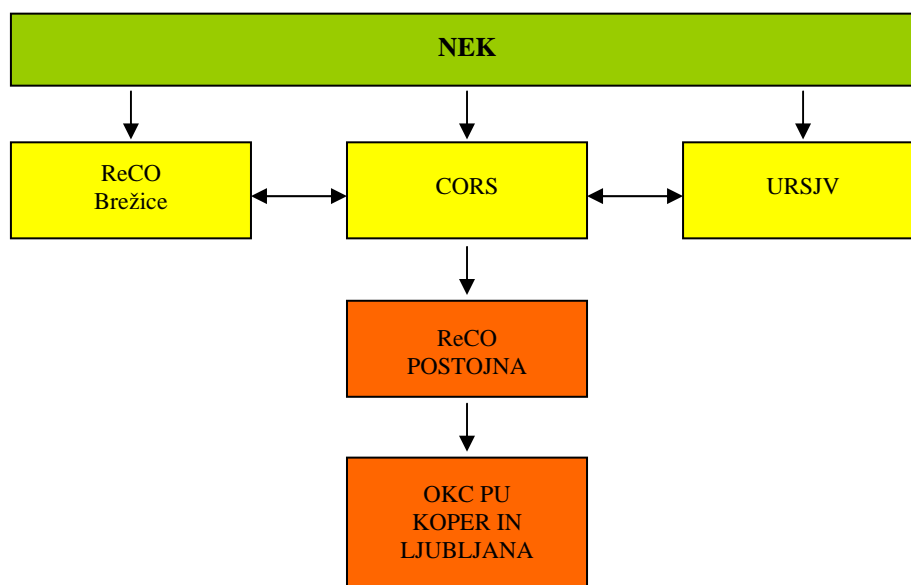 NEK
ReCO
Brežice
CORS
URSJV
ReCO
POSTOJNA
OKC PU
KOPER IN
LJUBLJANA